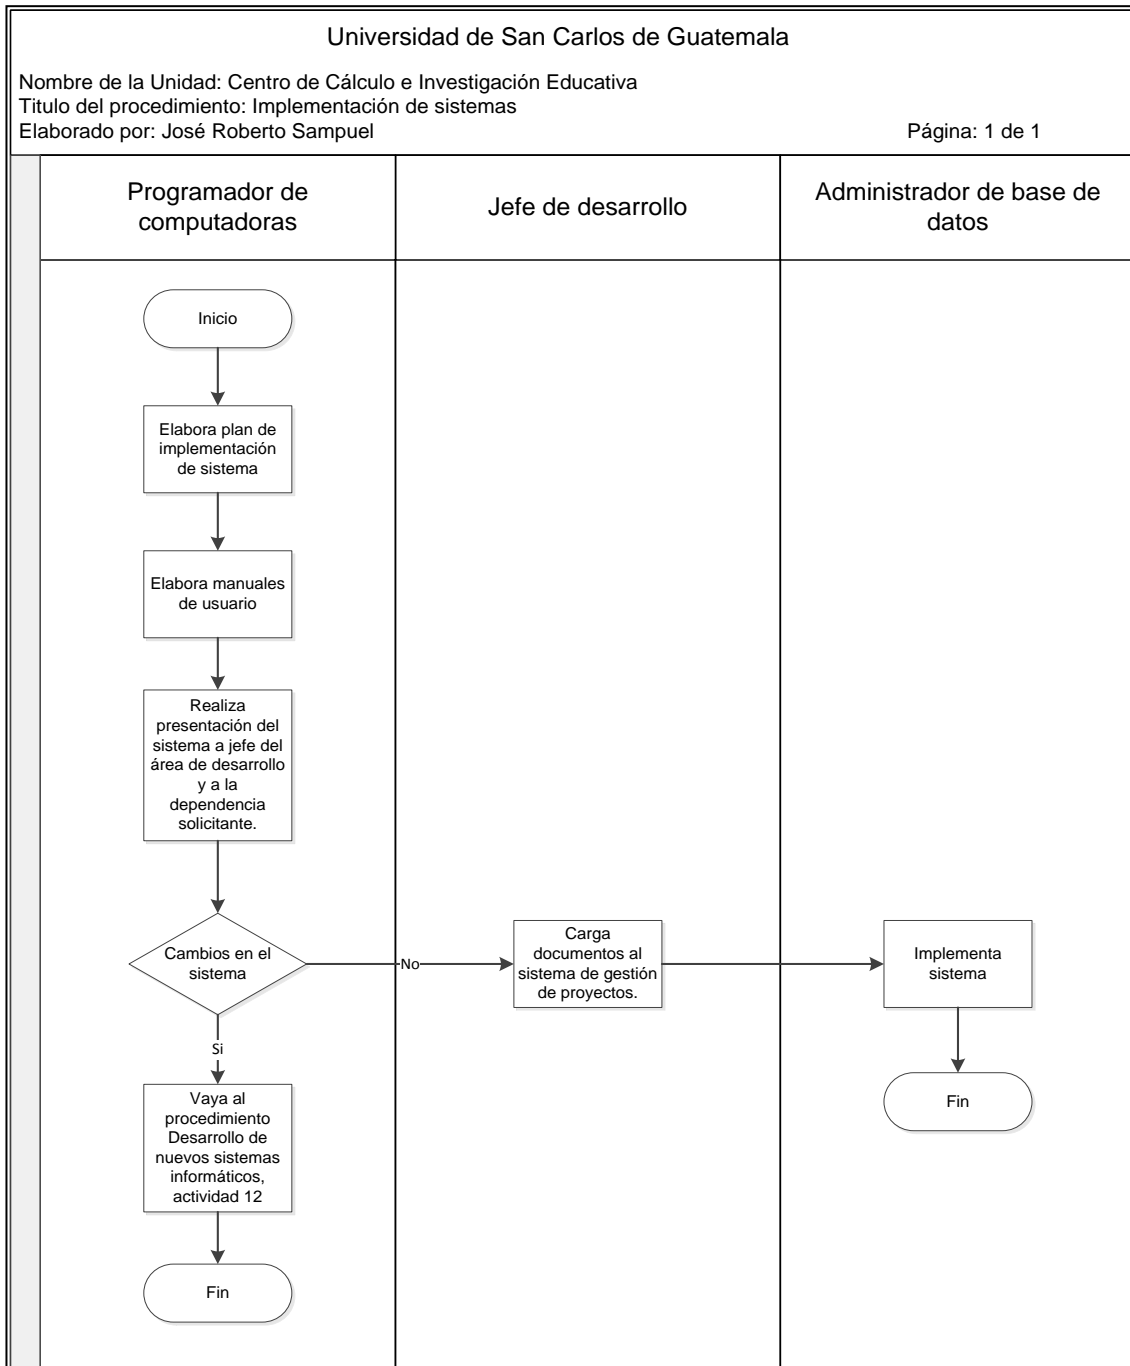 Universidad de San Carlos de Guatemala
Nombre de la Unidad: Centro de Cálculo e Investigación Educativa
Titulo del procedimiento: Implementación de sistemas
Elaborado por: José Roberto Sampuel
Página: 1 de 1
Programador de
computadoras
Jefe de desarrollo
Administrador de base de
datos
Inicio
Elabora plan de
implementación
de sistema
Elabora manuales
de usuario
Realiza
presentación del
sistema a jefe del
área de desarrollo
y a la
dependencia
solicitante.
Cambios en el
sistema
No
Carga
documentos al
sistema de gestión
de proyectos.
Implementa
sistema
Fin
Si
Vaya al
procedimiento
Desarrollo de
nuevos sistemas
informáticos,
actividad 12
Fin